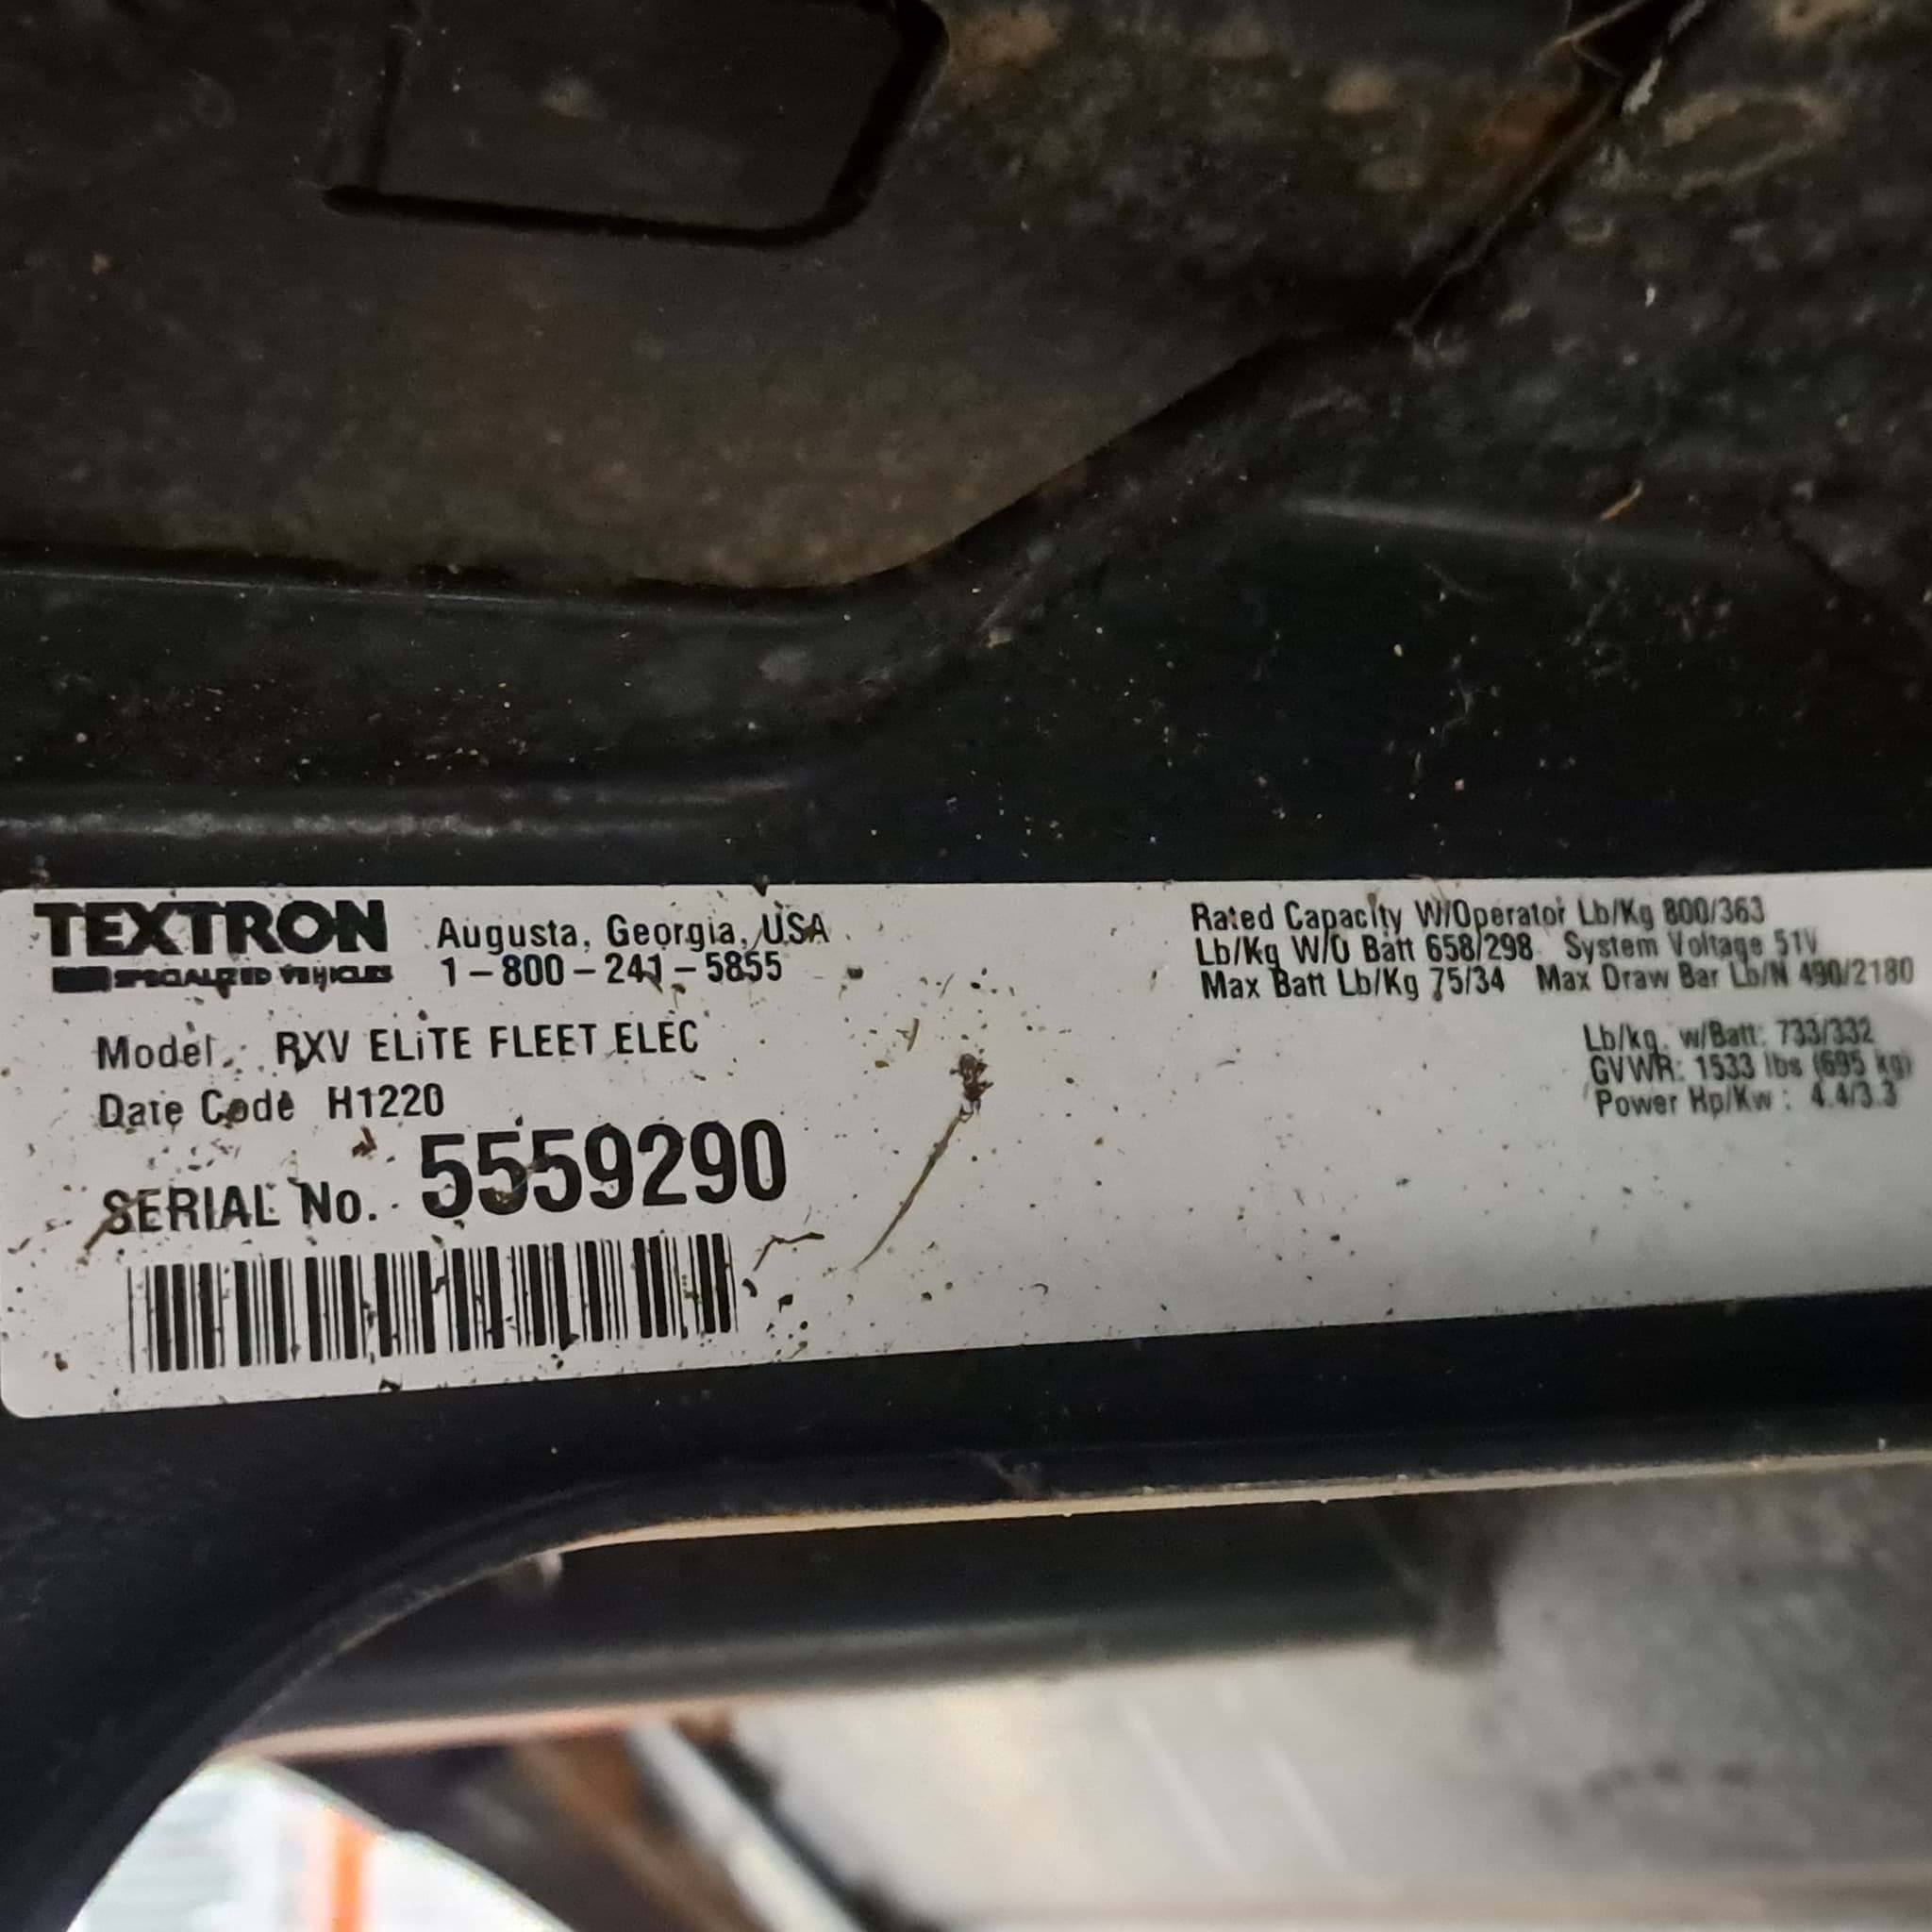 TEXTRON
SPECIALIZED VEHICLES
Augusta, Georgia, USA
1-800-241-5855
Model: RXV ELiTE FLEET ELEC
Date Code H1220
SERIAL No. 5559290
Rated Capacity W/Operator Lb/Kg 800/363
Lb/Kg W/O Batt 658/298 System Voltage 51V
Max Batt Lb/Kg 75/34 Max Draw Bar Lb/N 490/2180
Lb/kg. w/Batt: 733/332
GVWR: 1533 lbs (695 kg)
Power Hp/Kw : 4.4/3.3